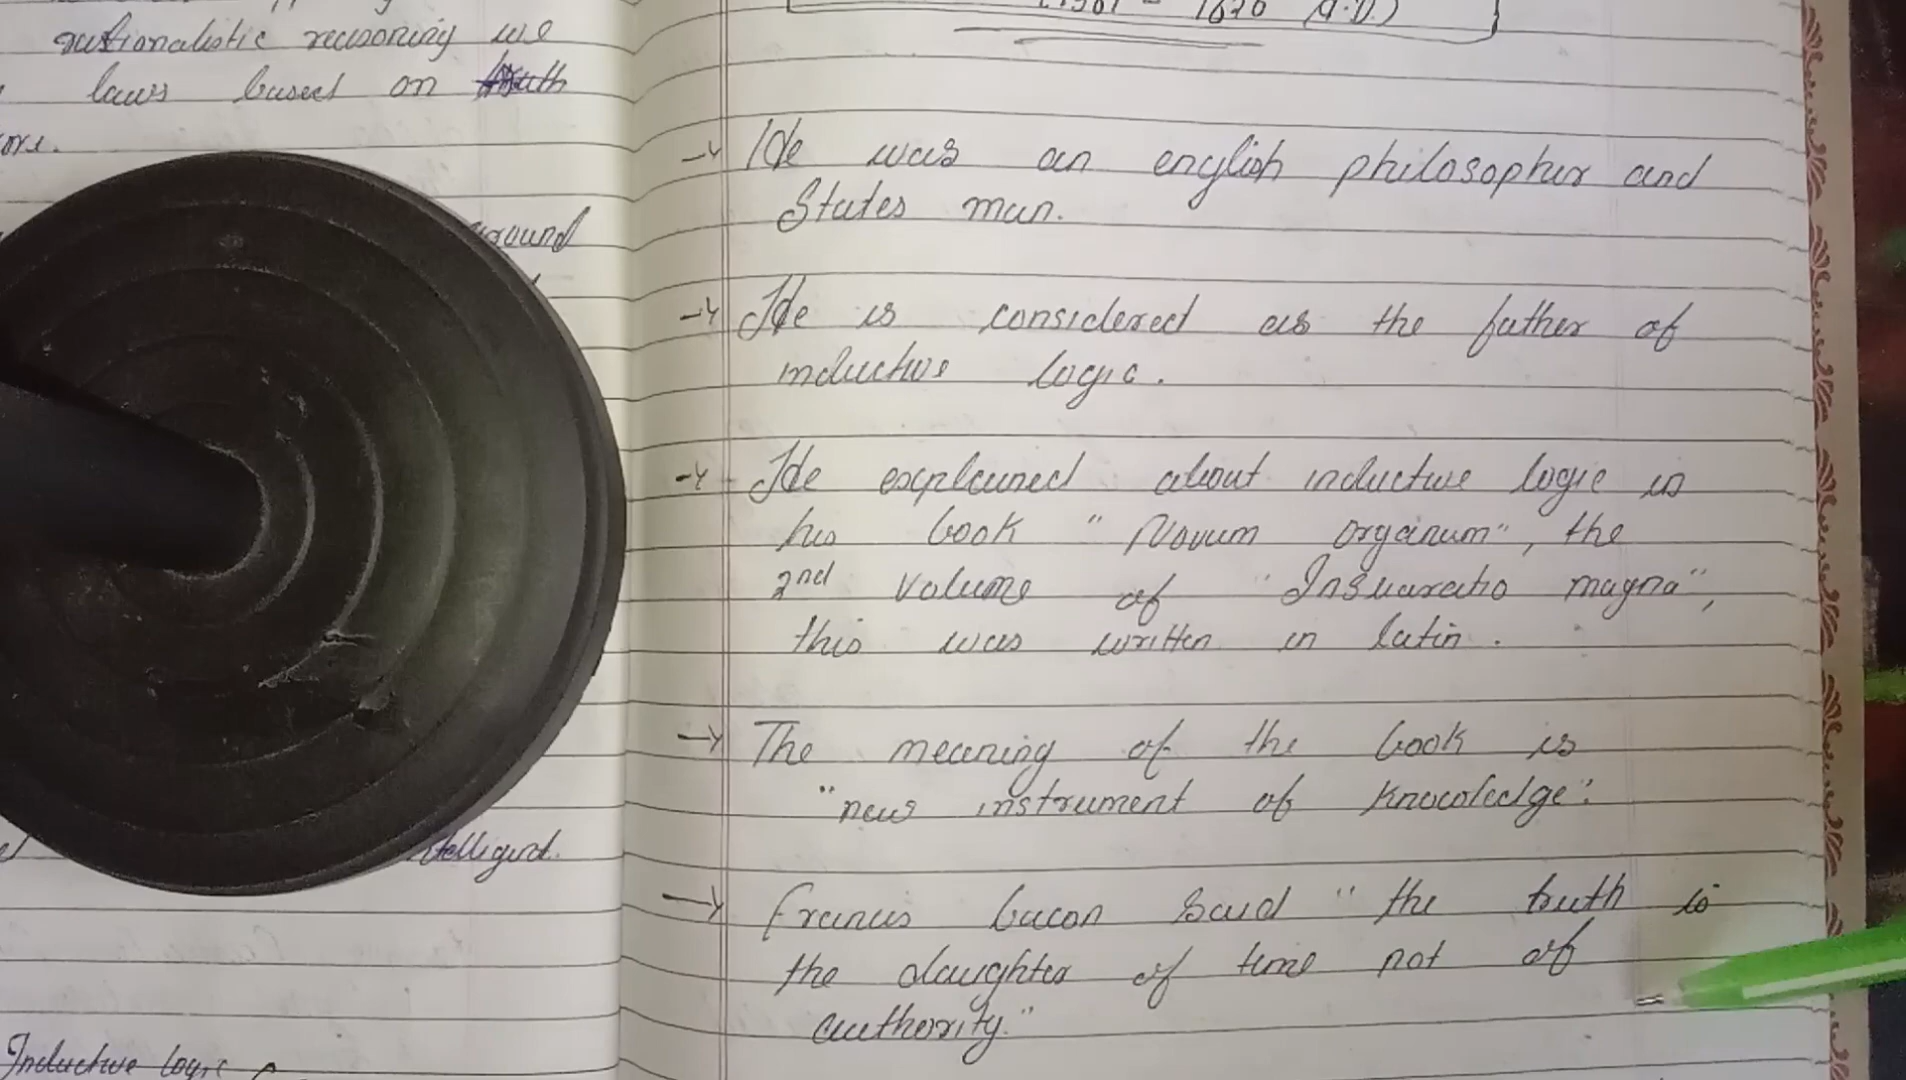 rationalistic reasoning we
laws based on truth
ore.
ground
telligent.
Inductive logic
1626 (A.D.)
→ He was an english philosopher and
States man.
→ He is considered as the father of
inductive logic.
→ He explained about inductive logic in
his book "Novum organum", the
2nd volume of "Instauratio magna",
this was written in latin.
→ The meaning of the book is
"new instrument of knowledge".
→ francis bacon said "the truth is
the daughter of time not of
authority."